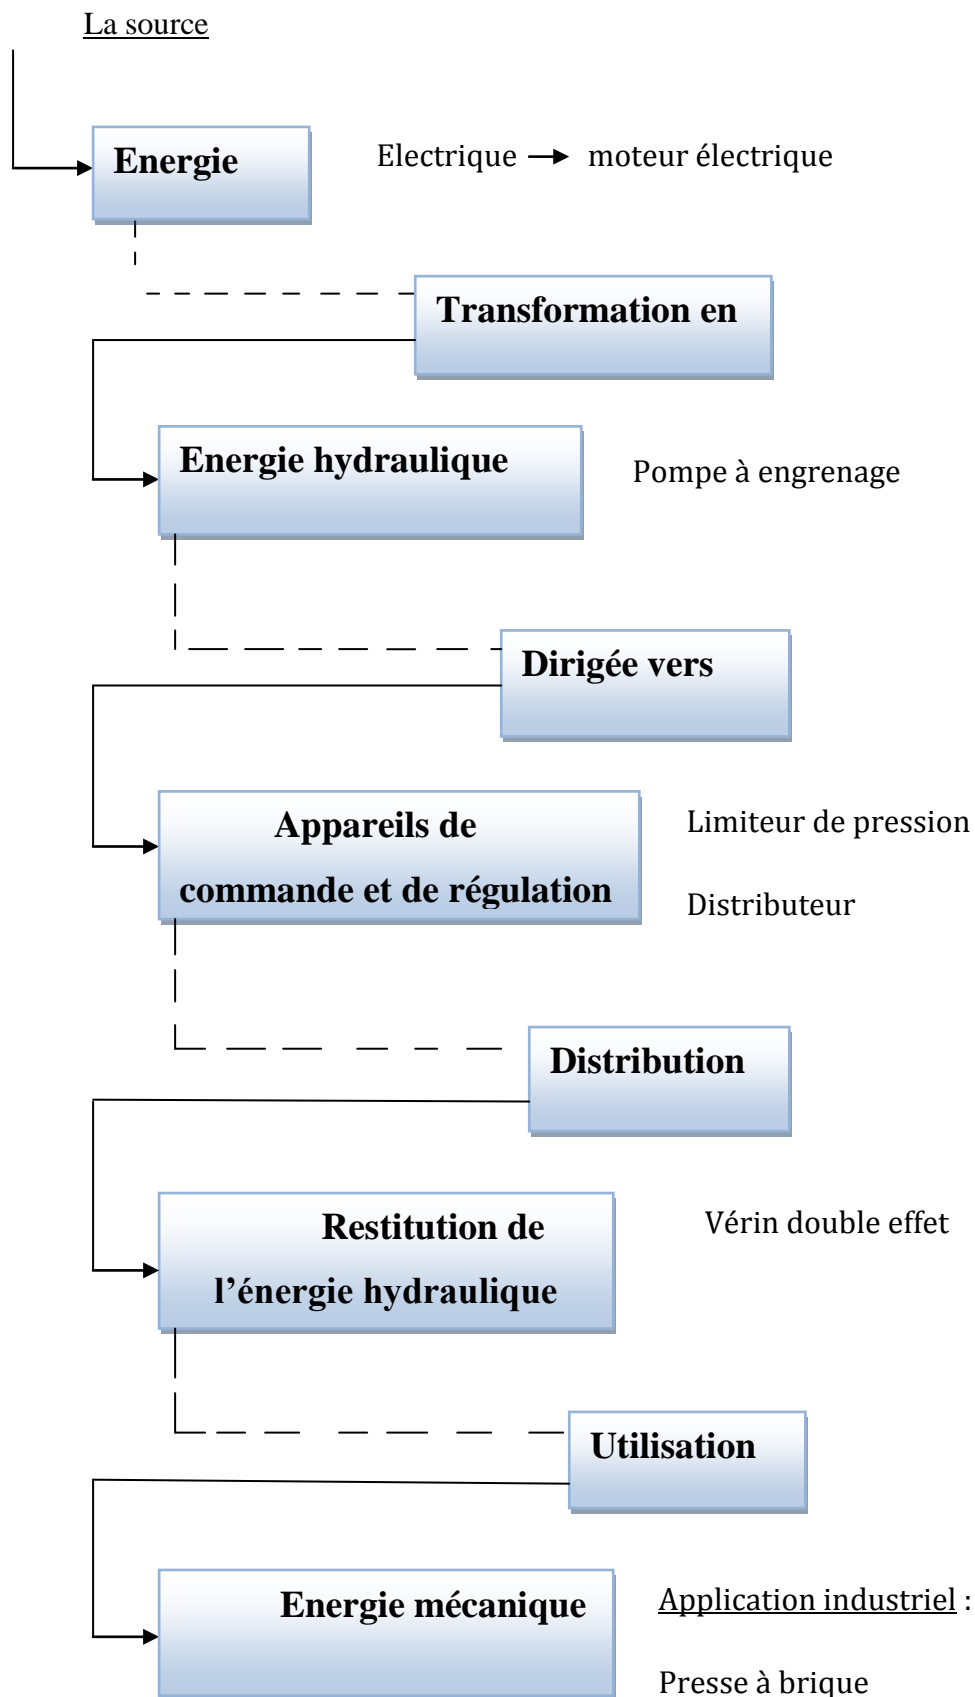 La source
Energie
Electrique → moteur électrique
Transformation en
Energie hydraulique
Pompe à engrenage
Dirigée vers
Appareils de
commande et de régulation
Limiteur de pression
Distributeur
Distribution
Restitution de
l’énergie hydraulique
Vérin double effet
Utilisation
Energie mécanique
Application industriel :
Presse à brique